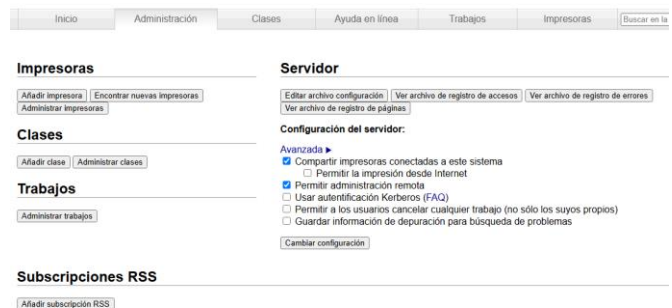 Inicio Administración Clases Ayuda en línea Trabajos Impresoras Buscar en la
Impresoras
Añadir impresora Encontrar nuevas impresoras
Administrar impresoras
Clases
Añadir clase Administrar clases
Trabajos
Administrar trabajos
Servidor
Editar archivo configuración Ver archivo de registro de accesos Ver archivo de registro de errores
Ver archivo de registro de páginas
Configuración del servidor:
Avanzada ▶
Compartir impresoras conectadas a este sistema
Permitir la impresión desde Internet
Permitir administración remota
Usar autentificación Kerberos (FAQ)
Permitir a los usuarios cancelar cualquier trabajo (no sólo los suyos propios)
Guardar información de depuración para búsqueda de problemas
Cambiar configuración
Subscripciones RSS
Añadir subscripción RSS